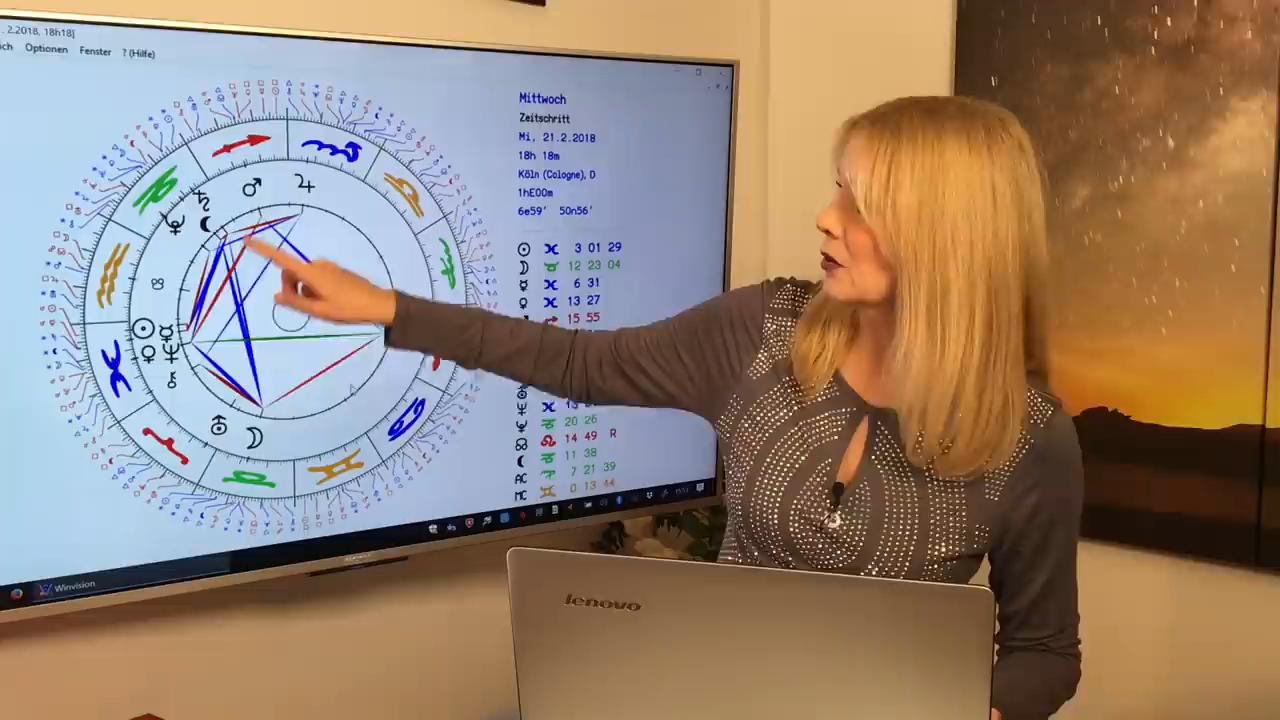 . 2.2018, 18h18]
ch Optionen Fenster ? (Hilfe)
Mittwoch
Zeitschritt
Mi, 21.2.2018
18h 18m
Köln (Cologne), D
1hE00m
6e59' 50n56'
3 01 29
12 23 04
6 31
13 27
15 55
20 26
14 49 R
11 38
7 21 39
0 13 44
Winvision
lenovo